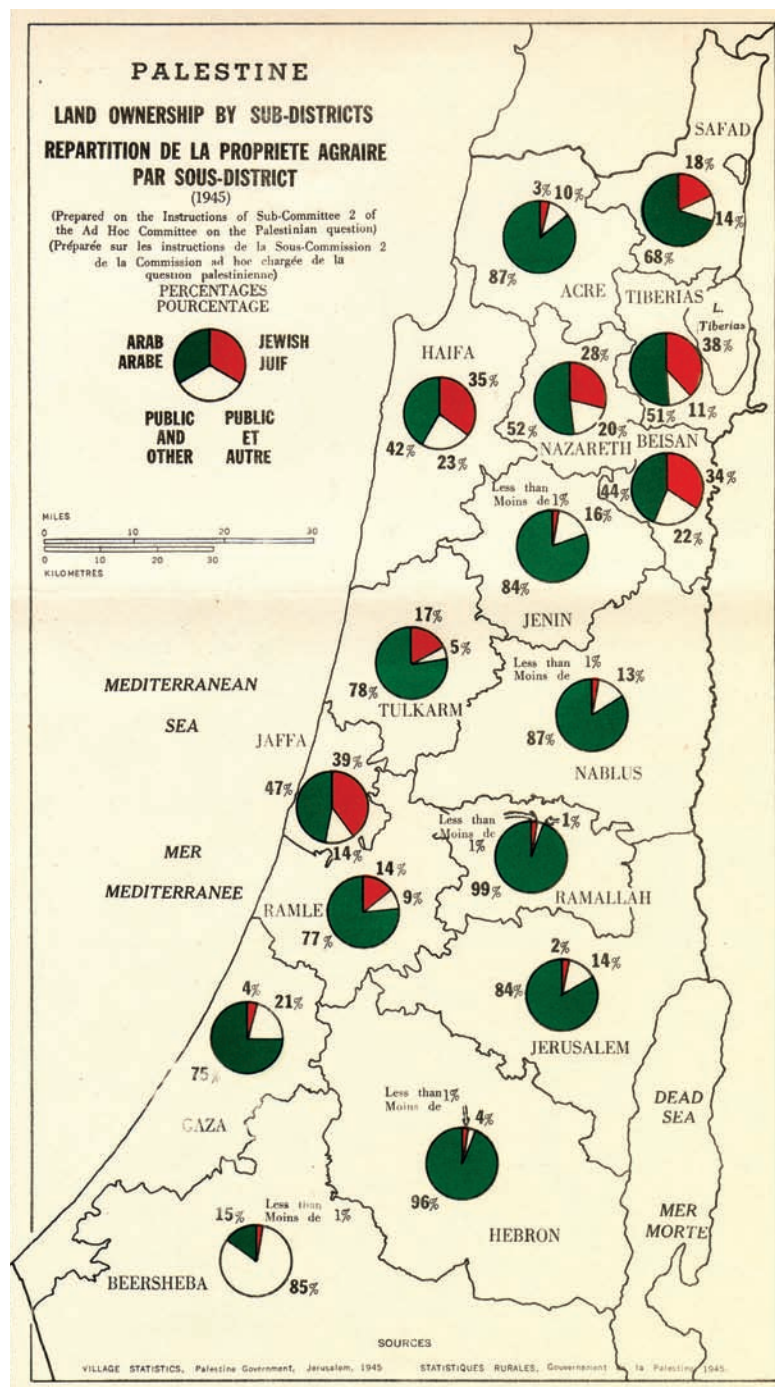 PALESTINE
LAND OWNERSHIP BY SUB-DISTRICTS
REPARTITION DE LA PROPRIETE AGRAIRE
PAR SOUS-DISTRICT
(1945)
(Prepared on the Instructions of Sub-Committee 2 of
the Ad Hoc Committee on the Palestinian question)
(Préparée sur les instructions de la Sous-Commission 2
de la Commission ad hoc chargée de la
question palestinienne)
PERCENTAGES
POURCENTAGE
ARAB
ARABE
JEWISH
JUIF
PUBLIC
AND
OTHER
PUBLIC
ET
AUTRE
MILES
0 10 20 30
0 10 20 30
KILOMETRES
SAFAD
18%
14%
68%
3% 10%
87%
ACRE
TIBERIAS
L.
Tiberias
38%
11%
51%
HAIFA
35%
42%
23%
28%
52%
20%
NAZARETH
BEISAN
44%
34%
22%
Less than
Moins de 1%
16%
84%
JENIN
17%
5%
78%
TULKARM
Less than
Moins de 1%
13%
87%
NABLUS
MEDITERRANEAN
SEA
JAFFA
39%
47%
14%
Less than
Moins de
1%
1%
99%
RAMALLAH
MER
MEDITERRANEE
14%
9%
RAMLE
77%
2%
14%
84%
JERUSALEM
4%
21%
75%
GAZA
DEAD
SEA
MER
MORTE
Less than 1%
Moins de
4%
96%
HEBRON
15%
Less than
Moins de 1%
BEERSHEBA
85%
SOURCES
VILLAGE STATISTICS, Palestine Government, Jerusalem, 1945
STATISTIQUES RURALES, Gouvernement de la Palestine, 1945.